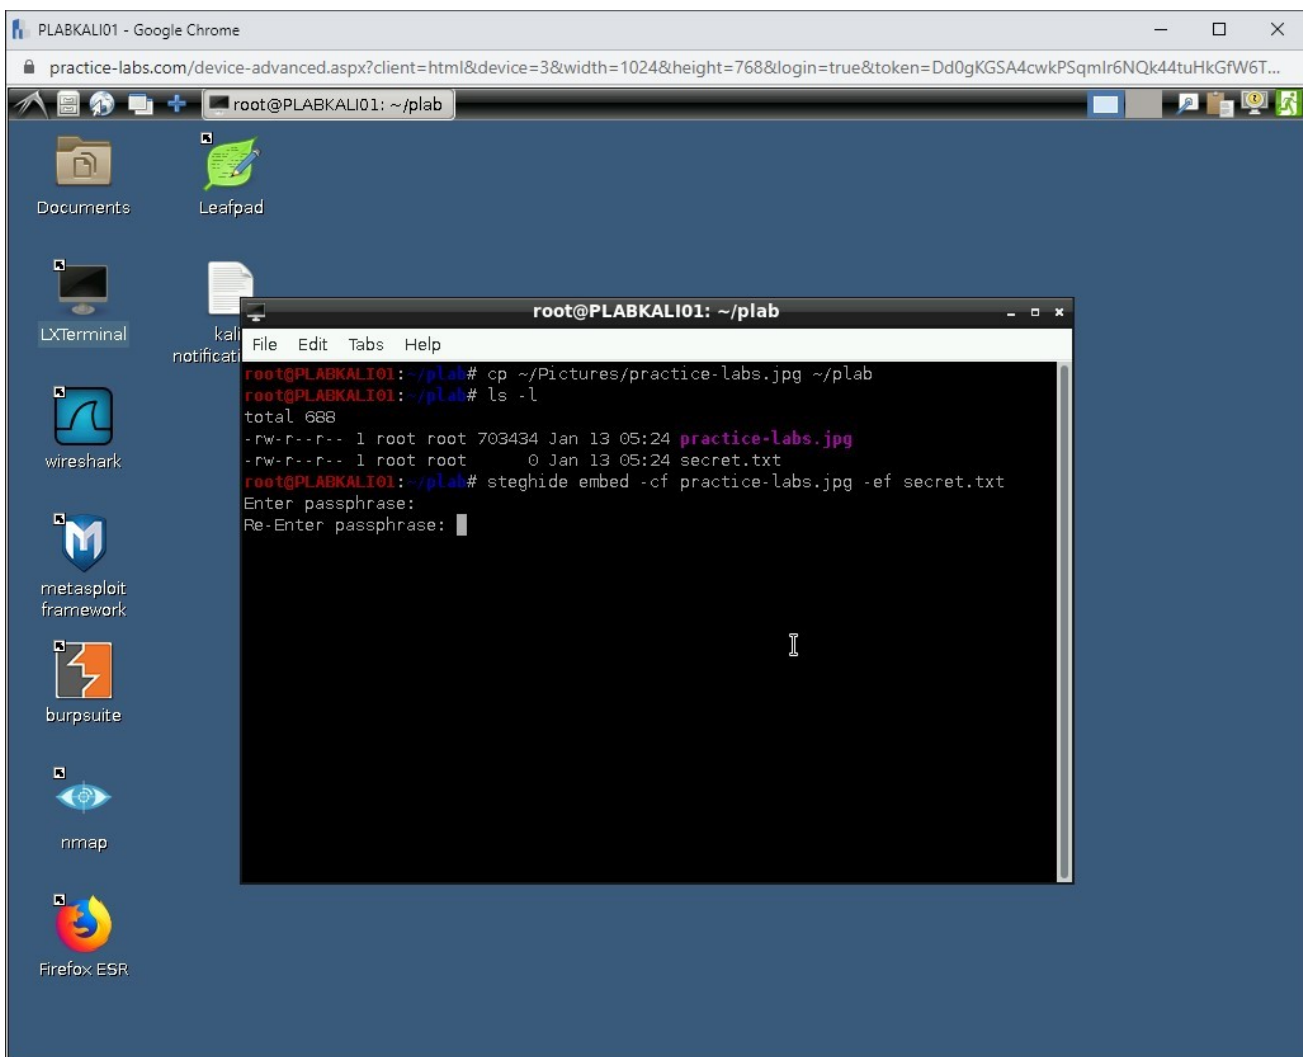 PLABKALI01 - Google Chrome
practice-labs.com/device-advanced.aspx?client=html&device=3&width=1024&height=768&login=true&token=Dd0gKGSA4cwkPSqmIr6NQk44tuHkGfW6T...
root@PLABKALI01: ~/plab
Documents
Leafpad
LXTerminal
kali
notificati
wireshark
metasploit
framework
burpsuite
nmap
Firefox ESR
root@PLABKALI01: ~/plab
File Edit Tabs Help
root@PLABKALI01:~/plab# cp ~/Pictures/practice-labs.jpg ~/plab
root@PLABKALI01:~/plab# ls -l
total 688
-rw-r--r-- 1 root root 703434 Jan 13 05:24 practice-labs.jpg
-rw-r--r-- 1 root root 0 Jan 13 05:24 secret.txt
root@PLABKALI01:~/plab# steghide embed -cf practice-labs.jpg -ef secret.txt
Enter passphrase:
Re-Enter passphrase: